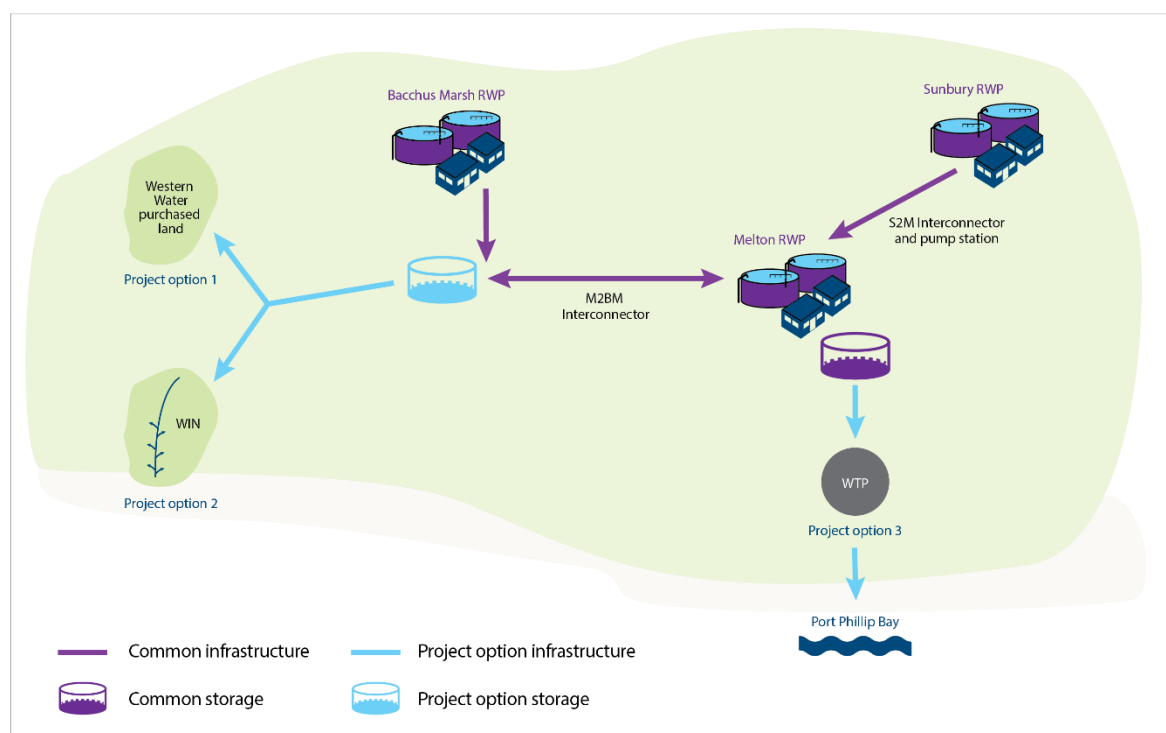 Bacchus Marsh RWP
Sunbury RWP
Western
Water
purchased
land
Project option 1
S2M Interconnector
and pump station
Melton RWP
M2BM
Interconnector
WIN
Project option 2
WTP
Project option 3
Port Phillip Bay
Common infrastructure
Project option infrastructure
Common storage
Project option storage